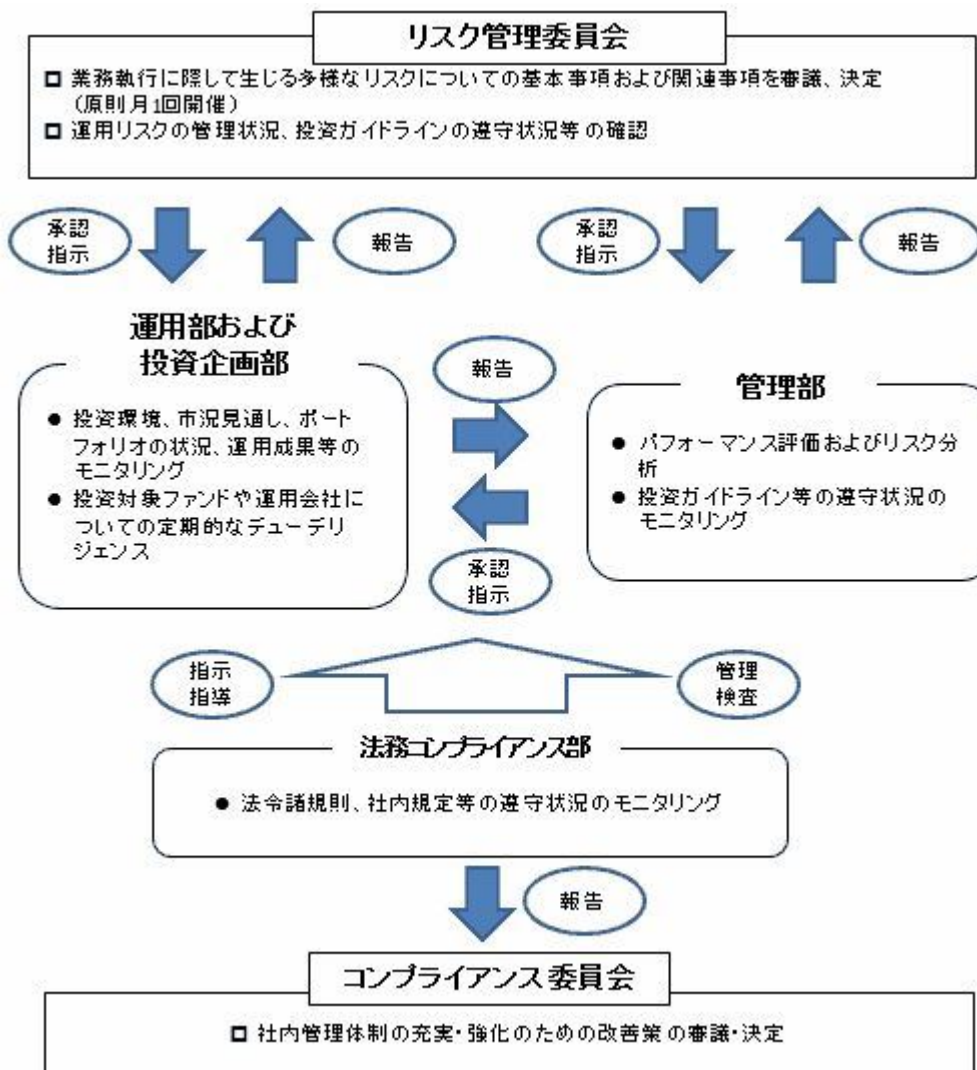 リスク管理委員会
□ 業務執行に際して生じる多様なリスクについての基本事項および関連事項を審議、決定
(原則月1回開催)
□ 運用リスクの管理状況、投資ガイドラインの遵守状況等の確認
承認
指示
報告
承認
指示
報告
運用部および
投資企画部
● 投資環境、市況見通し、ポート
フォリオの状況、運用成果等の
モニタリング
● 投資対象ファンドや運用会社に
ついての定期的なデューデリ
ジェンス
報告
承認
指示
管理部
● パフォーマンス評価およびリスク分
析
● 投資ガイドライン等の遵守状況の
モニタリング
指示
指導
管理
検査
法務コンプライアンス部
● 法令諸規則、社内規定等の遵守状況のモニタリング
報告
コンプライアンス委員会
□ 社内管理体制の充実・強化のための改善策の審議・決定